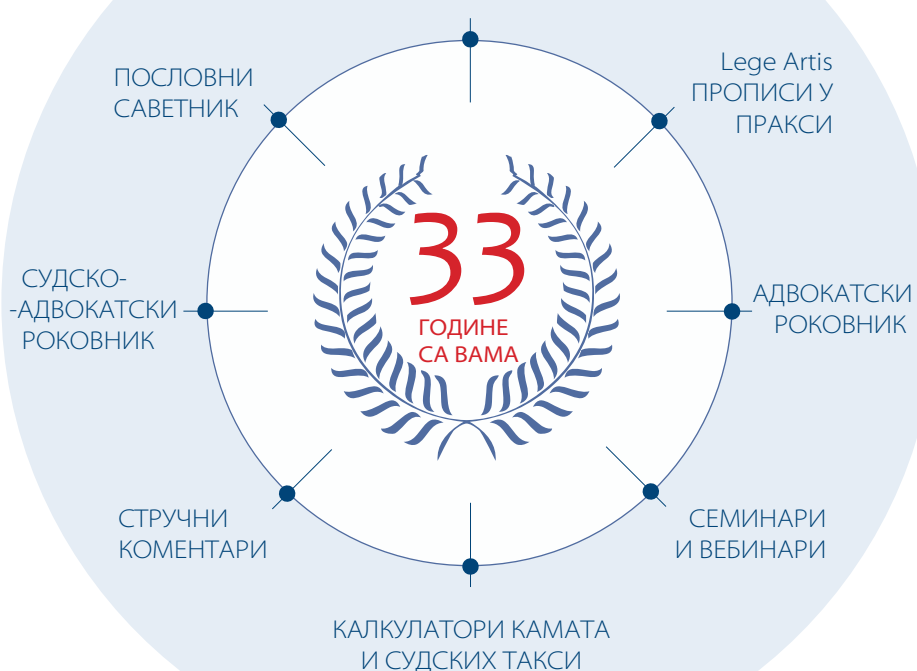 ПОСЛОВНИ
САВЕТНИК
Lege Artis
ПРОПИСИ У
ПРАКСИ
33
ГОДИНЕ
СА ВАМА
СУДСКО-
-АДВОКАТСКИ
РОКОВНИК
АДВОКАТСКИ
РОКОВНИК
СТРУЧНИ
КОМЕНТАРИ
СЕМИНАРИ
И ВЕБИНАРИ
КАЛКУЛАТОРИ КАМАТА
И СУДСКИХ ТАКСИ